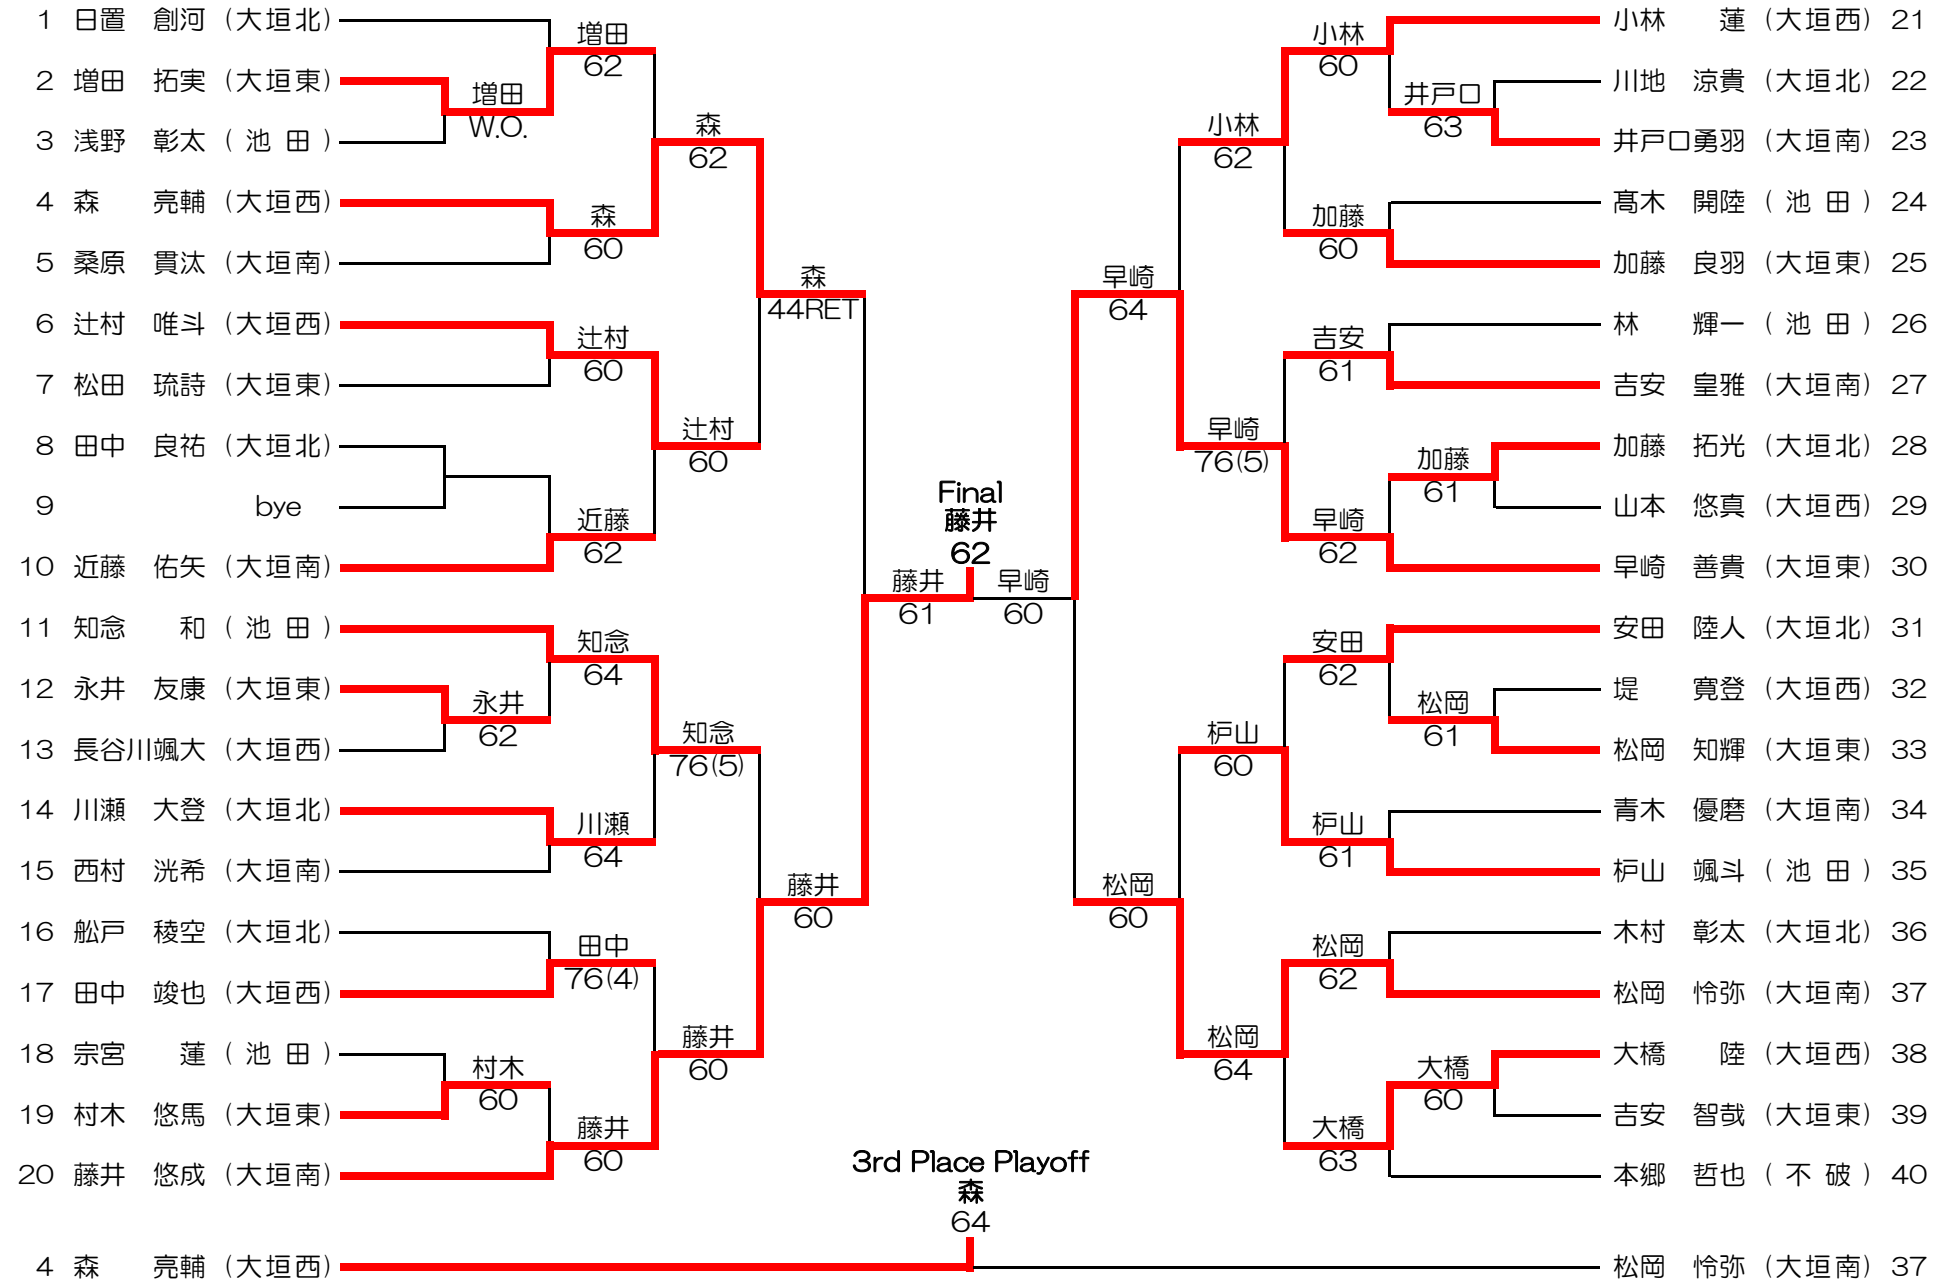 1 日置 創河 (大垣北)
2 増田 拓実 (大垣東)
3 浅野 彰太 ( 池 田 )
4 森 亮輔 (大垣西)
5 桑原 貫汰 (大垣南)
6 辻村 唯斗 (大垣西)
7 松田 琉詩 (大垣東)
8 田中 良祐 (大垣北)
9 bye
10 近藤 佑矢 (大垣南)
11 知念 和 ( 池 田 )
12 永井 友康 (大垣東)
13 長谷川颯大 (大垣西)
14 川瀬 大登 (大垣北)
15 西村 洸希 (大垣南)
16 舩戸 稜空 (大垣北)
17 田中 竣也 (大垣西)
18 宗宮 蓮 ( 池 田 )
19 村木 悠馬 (大垣東)
20 藤井 悠成 (大垣南)
増田
W.O.
永井
62
村木
60
増田
62
森
60
辻村
60
近藤
62
知念
64
川瀬
64
田中
76(4)
藤井
60
森
62
辻村
60
知念
76(5)
藤井
60
森
44RET
藤井
60
藤井
61
Final
藤井
62
早崎
60
早崎
64
松岡
60
小林
62
早崎
76(5)
枦山
60
松岡
64
小林
60
加藤
60
吉安
61
早崎
62
安田
62
枦山
61
松岡
62
大橋
63
井戸口
63
加藤
61
松岡
61
大橋
60
小林 蓮 (大垣西) 21
川地 涼貴 (大垣北) 22
井戸口勇羽 (大垣南) 23
髙木 開陸 ( 池 田 ) 24
加藤 良羽 (大垣東) 25
林 輝一 ( 池 田 ) 26
吉安 皇雅 (大垣南) 27
加藤 拓光 (大垣北) 28
山本 悠真 (大垣西) 29
早崎 善貴 (大垣東) 30
安田 陸人 (大垣北) 31
堤 寛登 (大垣西) 32
松岡 知輝 (大垣東) 33
青木 優磨 (大垣南) 34
枦山 颯斗 ( 池 田 ) 35
木村 彰太 (大垣北) 36
松岡 怜弥 (大垣南) 37
大橋 陸 (大垣西) 38
吉安 智哉 (大垣東) 39
本郷 哲也 ( 不 破 ) 40
3rd Place Playoff
森
64
4 森 亮輔 (大垣西)
松岡 怜弥 (大垣南) 37